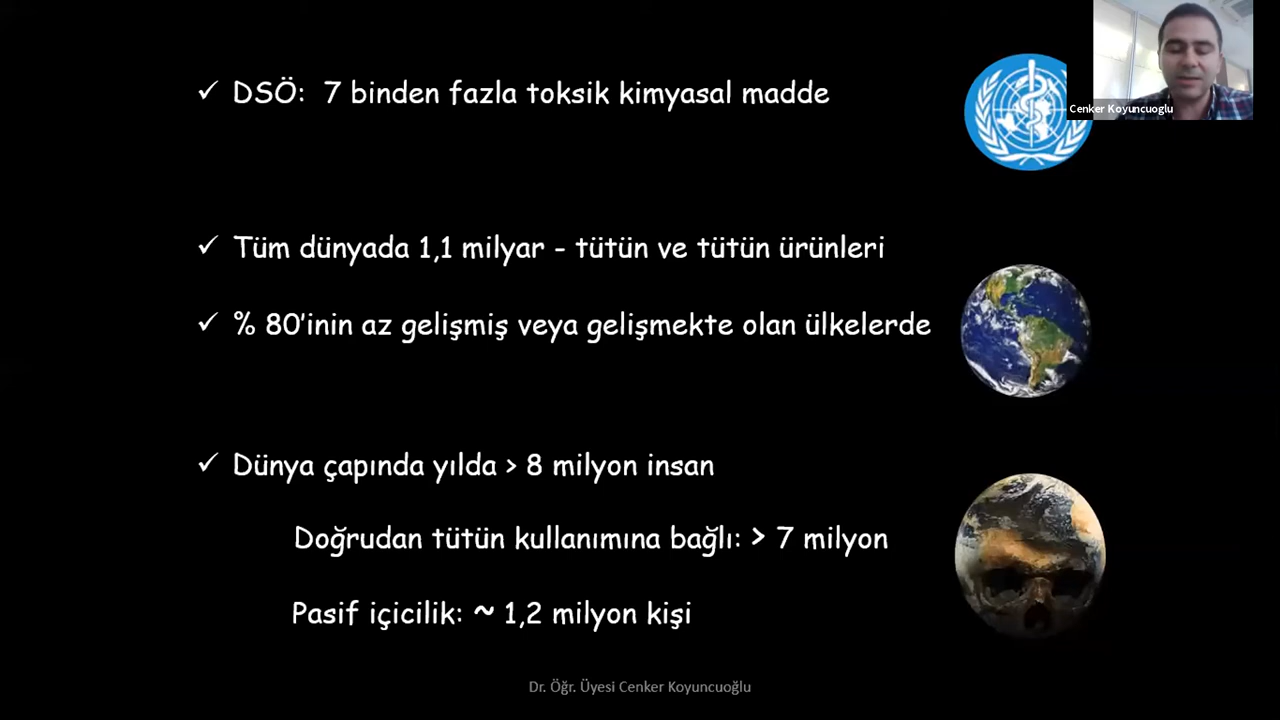 ✓ DSÖ: 7 binden fazla toksik kimyasal madde
Cenker Koyuncuoglu
✓ Tüm dünyada 1,1 milyar - tütün ve tütün ürünleri
✓ % 80'inin az gelişmiş veya gelişmekte olan ülkelerde
✓ Dünya çapında yılda > 8 milyon insan
Doğrudan tütün kullanımına bağlı: > 7 milyon
Pasif içicilik: ~ 1,2 milyon kişi
Dr. Öğr. Üyesi Cenker Koyuncuoğlu